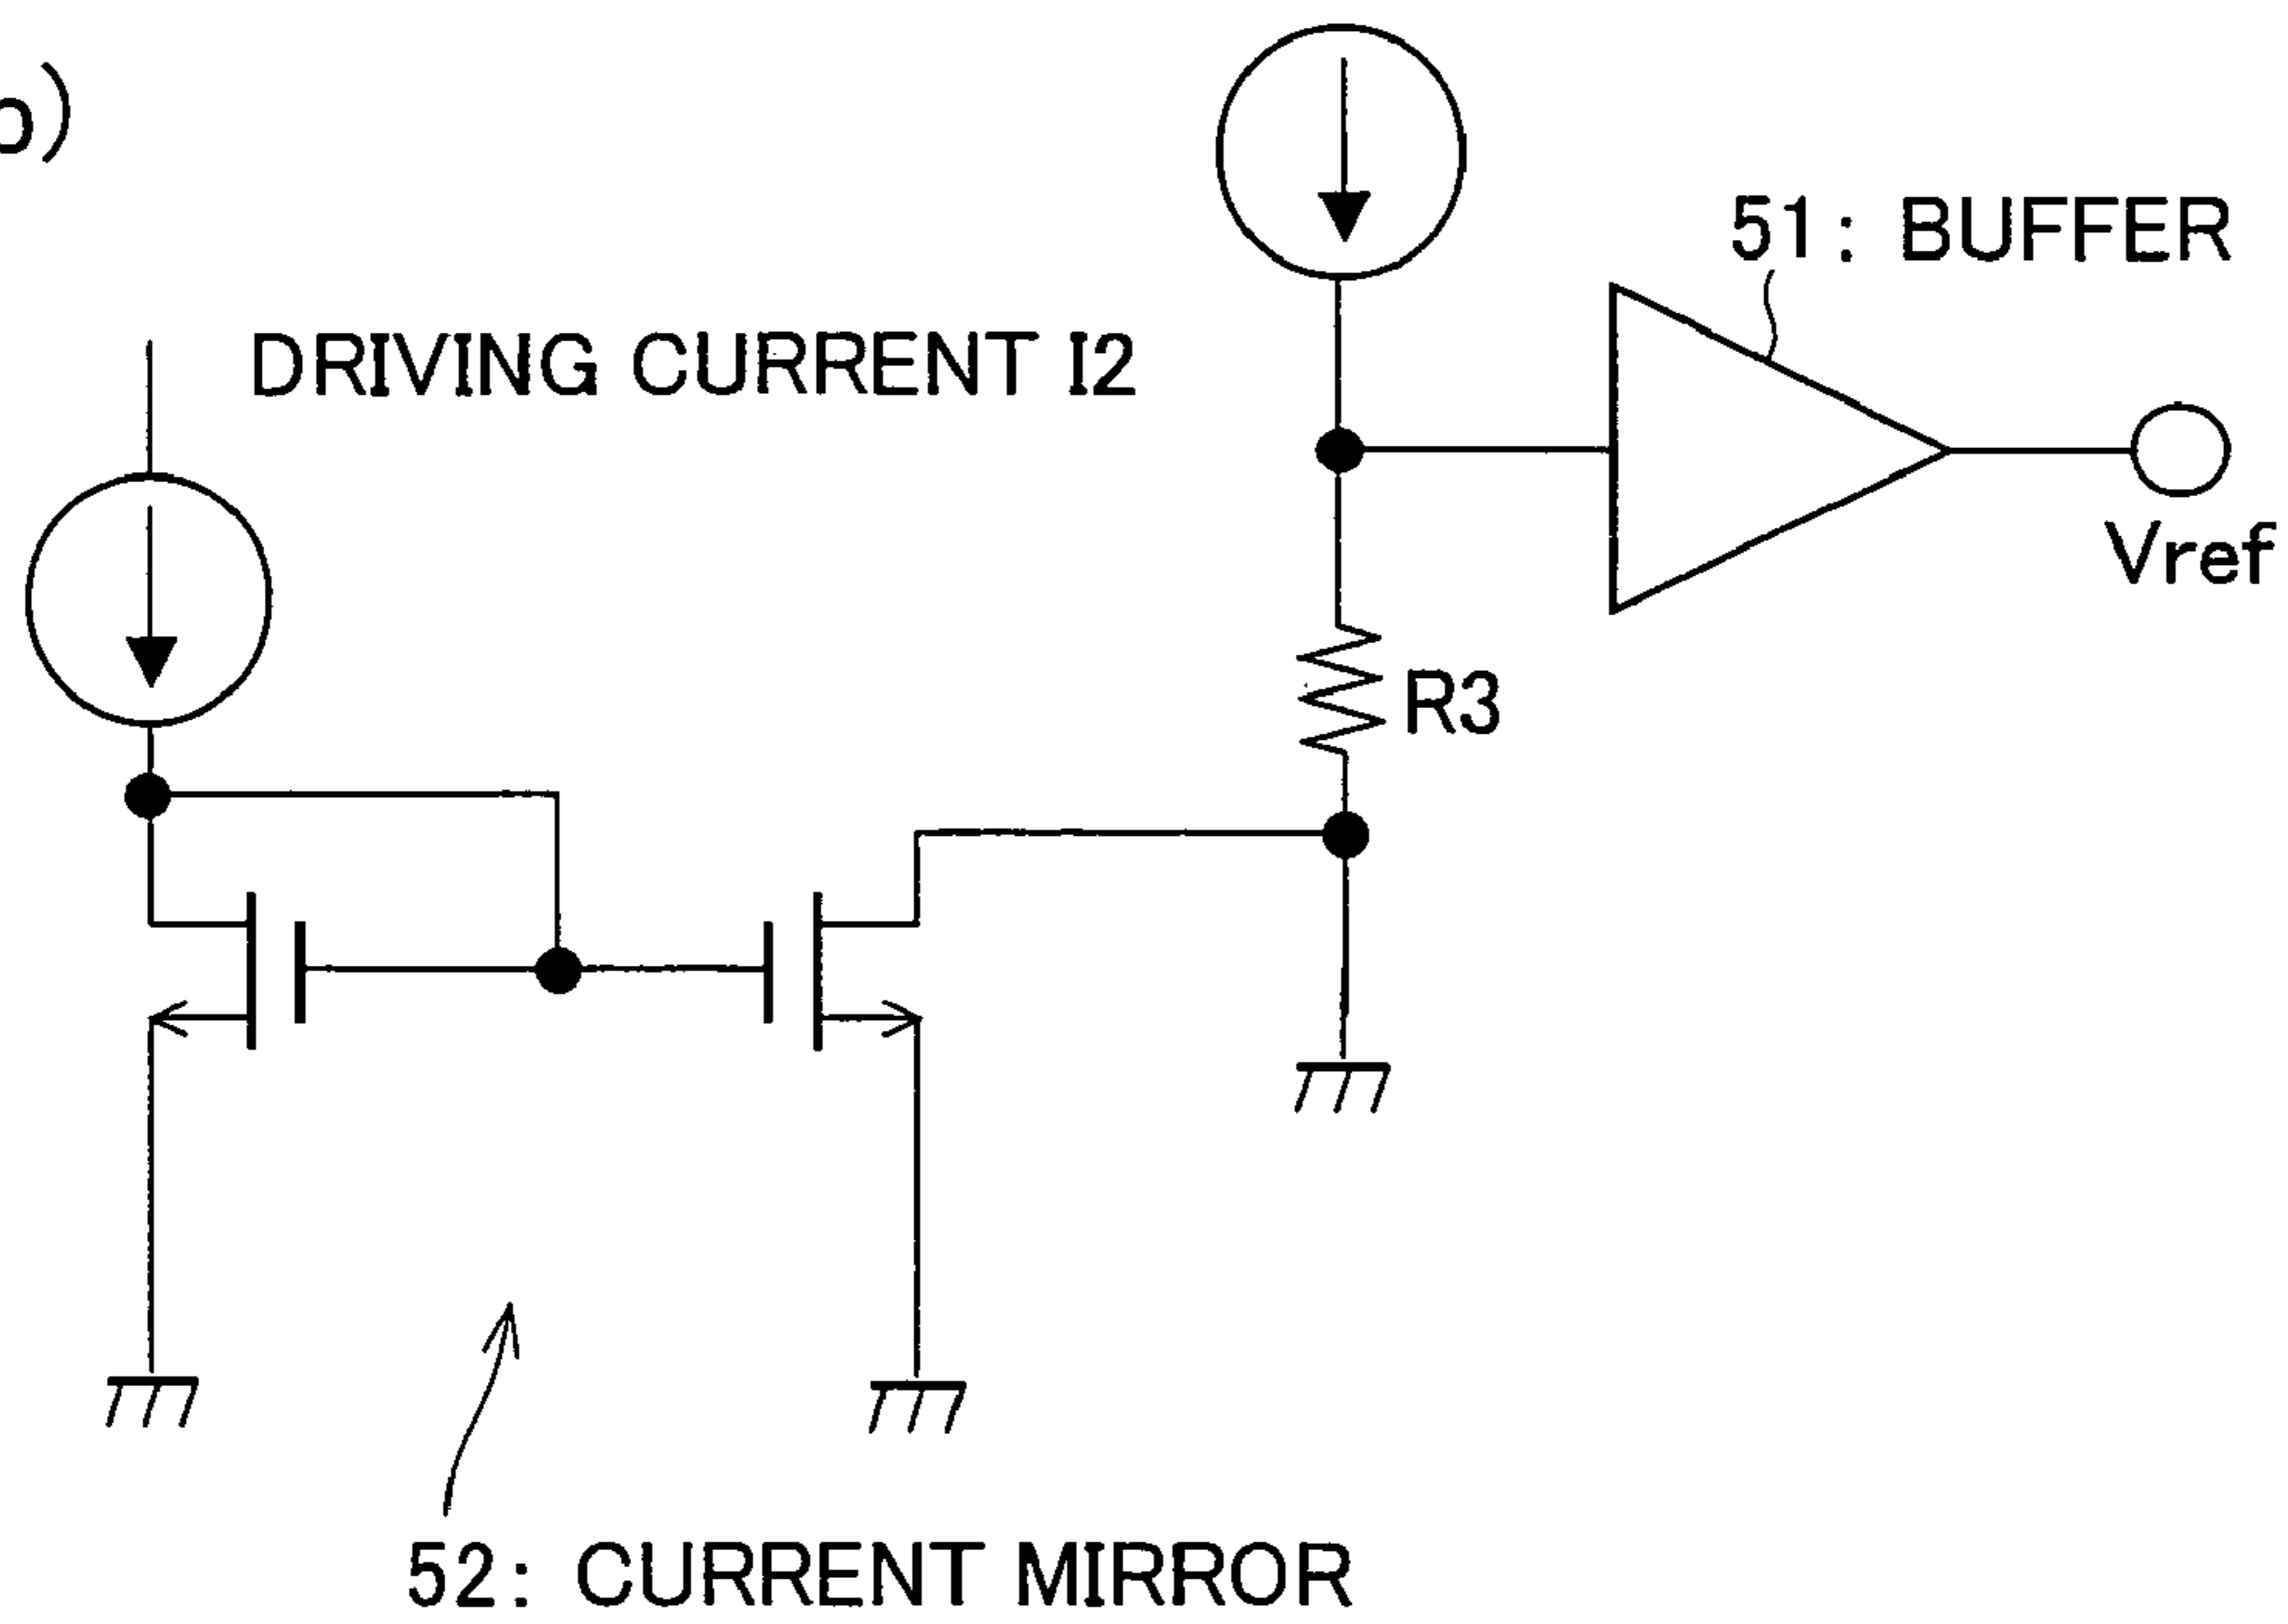 b)
51: BUFFER
DRIVING CURRENT I2
Vref
R3
52: CURRENT MIRROR